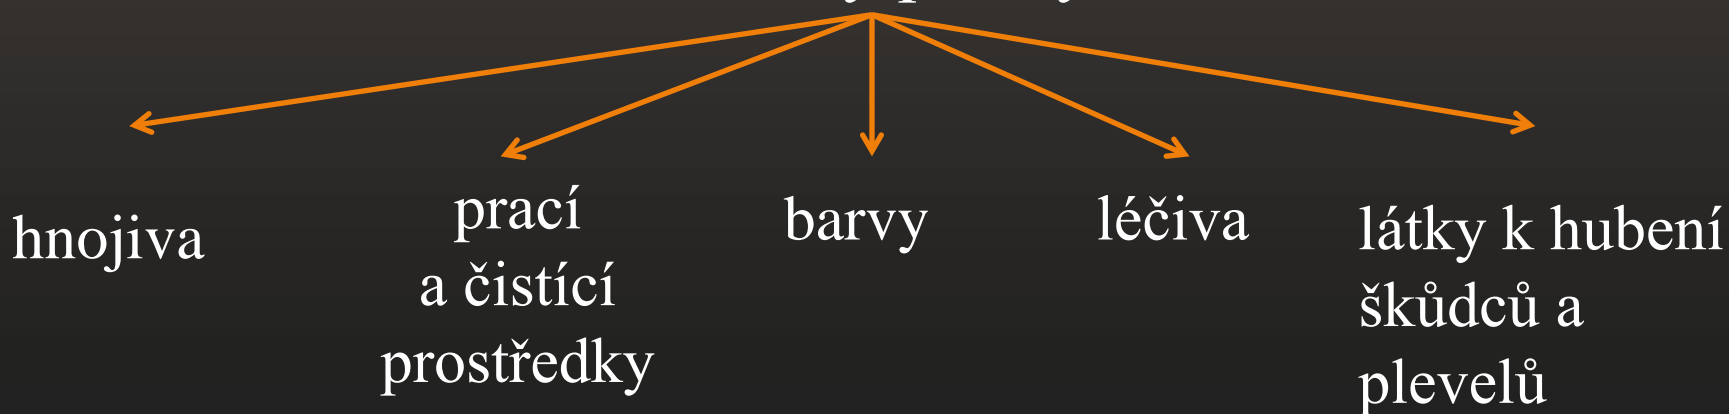 hnojiva
prací
a čistící
prostředky
barvy
léčiva
látky k hubení
škůdců a
plevelů